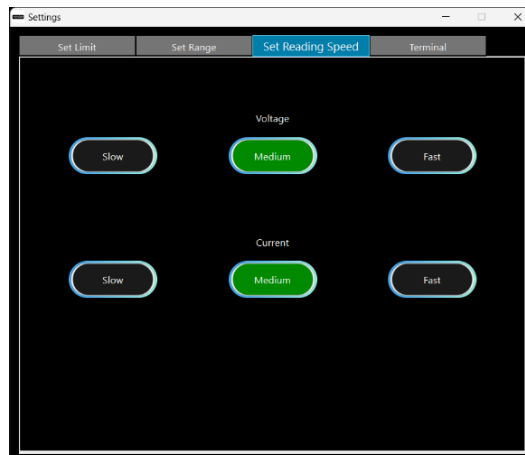 Settings
Set Limit Set Range Set Reading Speed Terminal
Voltage
Slow Medium Fast
Current
Slow Medium Fast